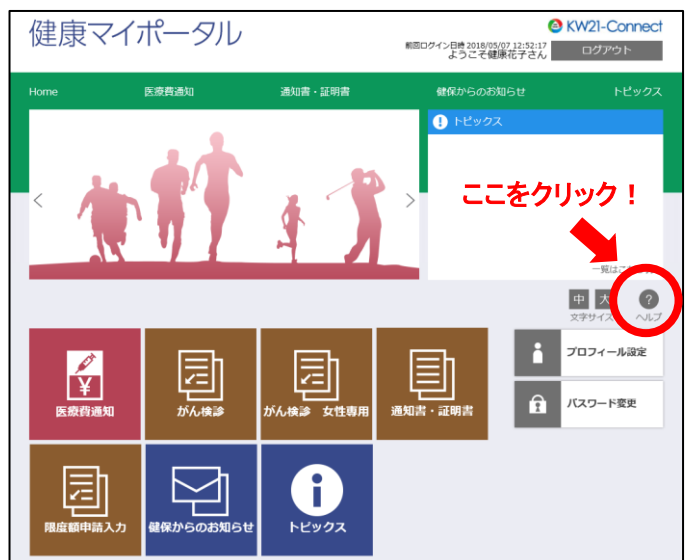 健康マイポータル
KW21-Connect
前回ログイン日時 2018/05/07 12:52:17
ようこそ健康花子さん
ログアウト
Home 医療費通知 通知書・証明書 健保からのお知らせ トピックス
トピックス
ここをクリック！
一覧はこ
中 大 ?
文字サイズ ヘルプ
プロフィール設定
パスワード変更
¥
医療費通知 がん検診 がん検診 女性専用 通知書・証明書
限度額申請入力 健保からのお知らせ トピックス